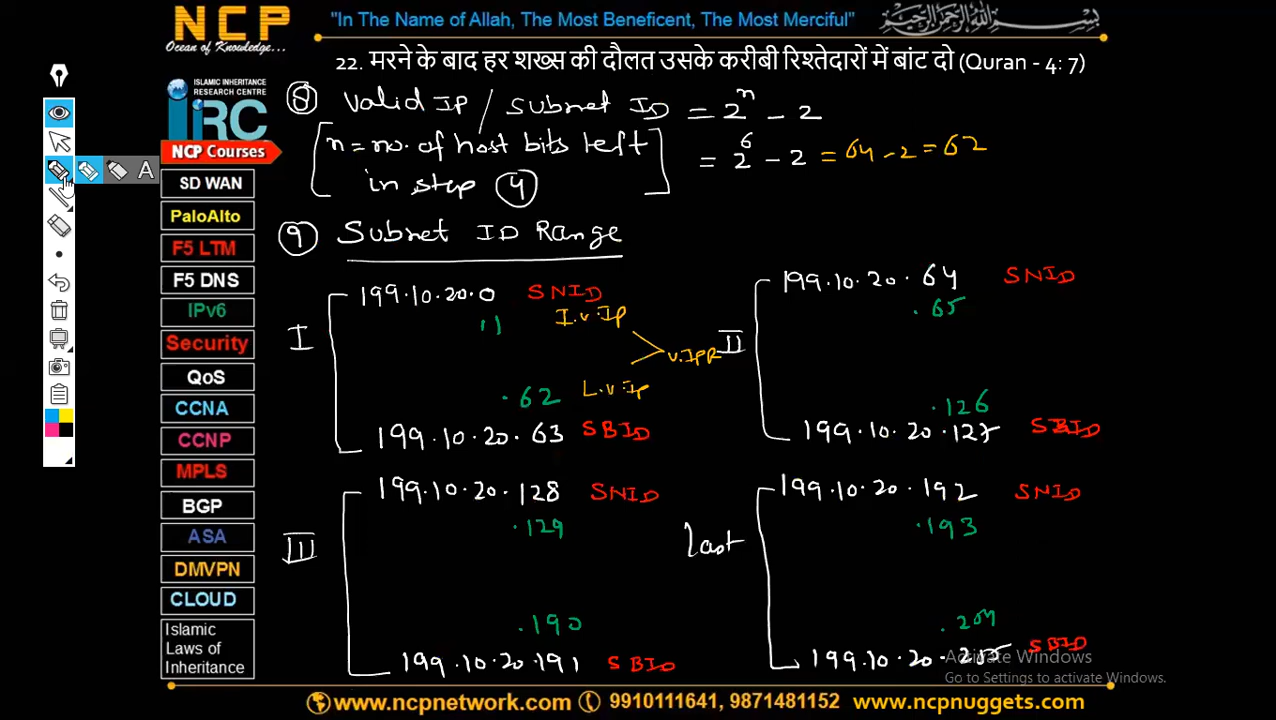 NCP
Ocean of Knowledge...
"In The Name of Allah, The Most Beneficent, The Most Merciful"
22. मरने के बाद हर शख्स की दौलत उसके करीबी रिश्तेदारों में बांट दो (Quran - 4: 7)
ISLAMIC INHERITANCE
RESEARCH CENTRE
IRC
NCP Courses
SD WAN
PaloAlto
F5 LTM
F5 DNS
IPv6
Security
QoS
CCNA
CCNP
MPLS
BGP
ASA
DMVPN
CLOUD
Islamic
Laws of
Inheritance
A
8 Valid IP / Subnet ID = 2^n - 2
[n = no. of host bits left = 2^6 - 2 = 64 - 2 = 62
in step 4]
9 Subnet ID Range
I
199.10.20.0 SNID
.1 I.v.Ip
V.IPR
.62 L.v.Ip
199.10.20.63 SBID
II
199.10.20.64 SNID
.65
.126
199.10.20.127 SBID
III
199.10.20.128 SNID
.129
.190
199.10.20.191 SBID
last
199.10.20.192 SNID
.193
.254
199.10.20.255 SBID
Activate Windows
Go to Settings to activate Windows.
www.ncpnetwork.com 9910111641, 9871481152 www.ncpnuggets.com